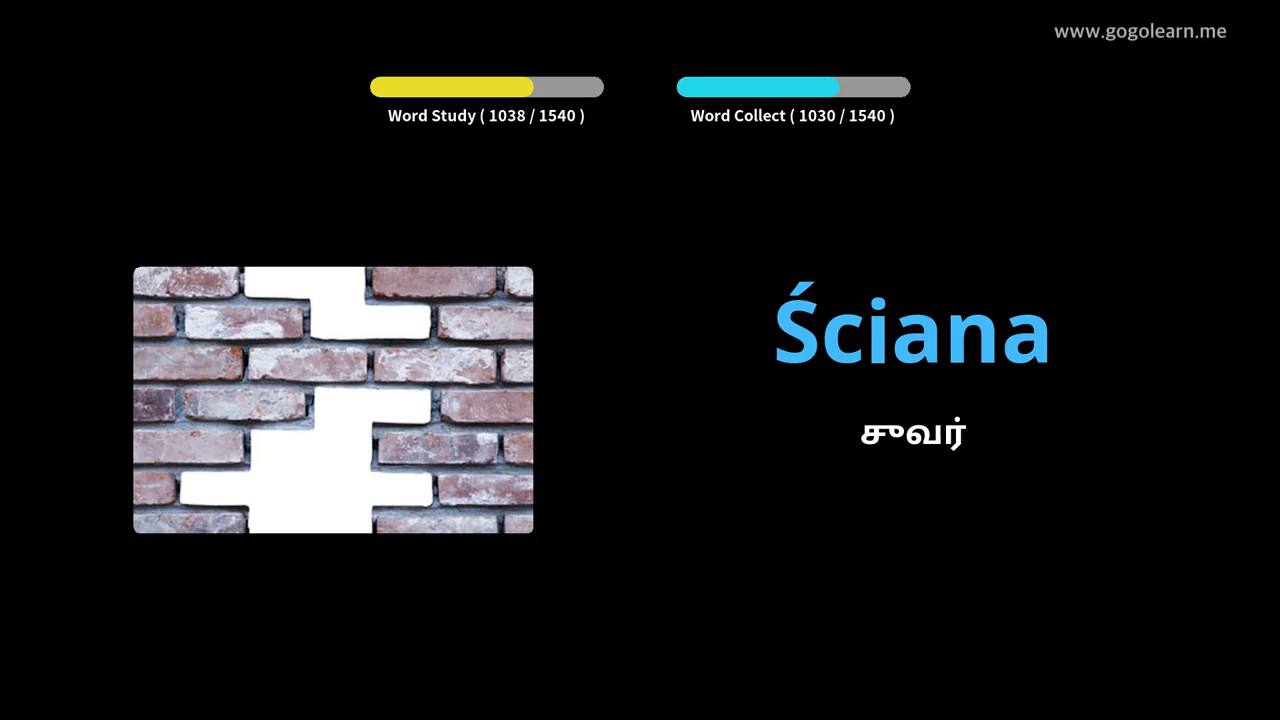 www.gogolearn.me
Word Study ( 1038 / 1540 )
Word Collect ( 1030 / 1540 )
Ściana
சுவர்